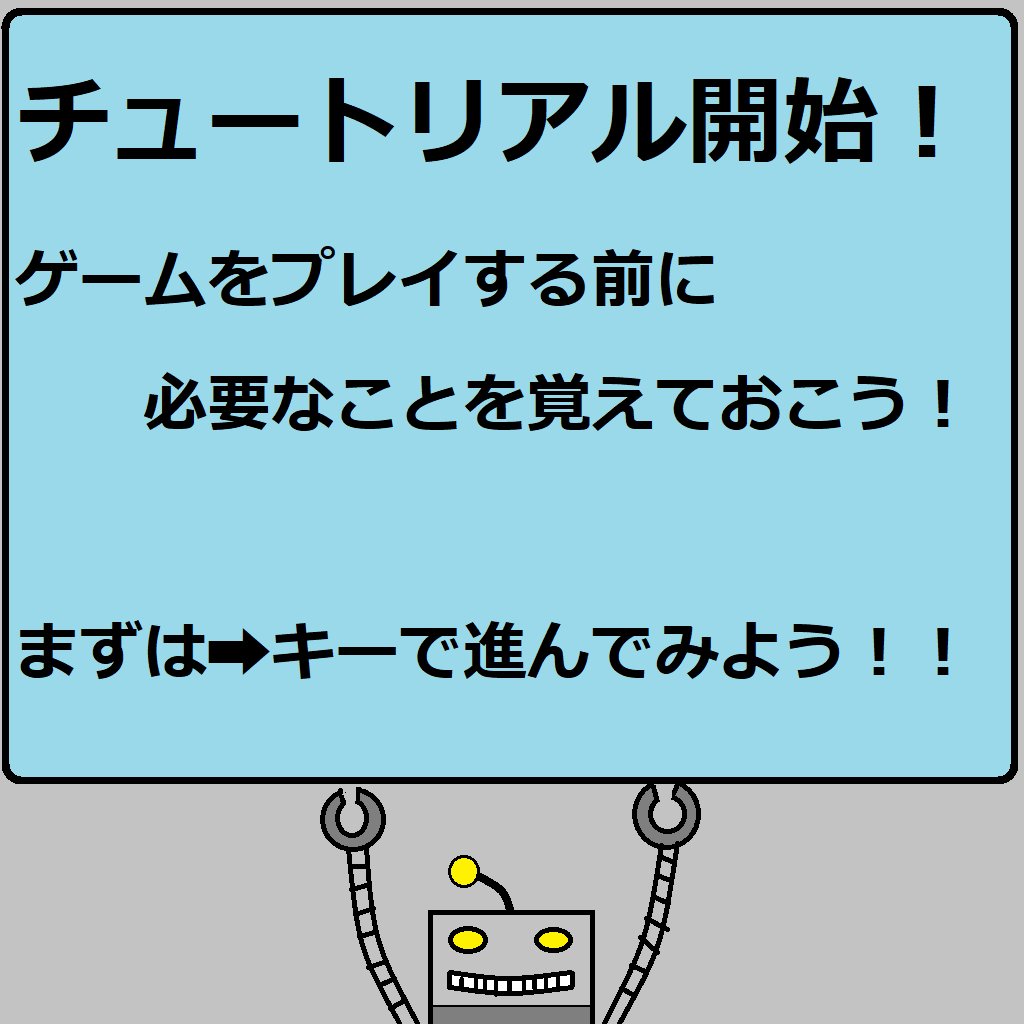 チュートリアル開始！
ゲームをプレイする前に
必要なことを覚えておこう！
まずは➡キーで進んでみよう！！